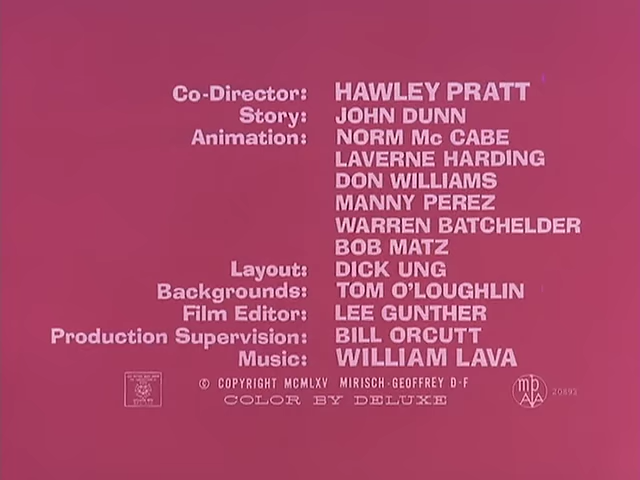 Co-Director: HAWLEY PRATT
Story: JOHN DUNN
Animation: NORM Mc CABE
LAVERNE HARDING
DON WILLIAMS
MANNY PEREZ
WARREN BATCHELDER
BOB MATZ
Layout: DICK UNG
Backgrounds: TOM O'LOUGHLIN
Film Editor: LEE GUNTHER
Production Supervision: BILL ORCUTT
Music: WILLIAM LAVA
© COPYRIGHT MCMLXV MIRISCH-GEOFFREY D-F
COLOR BY DELUXE
MPAA 20692